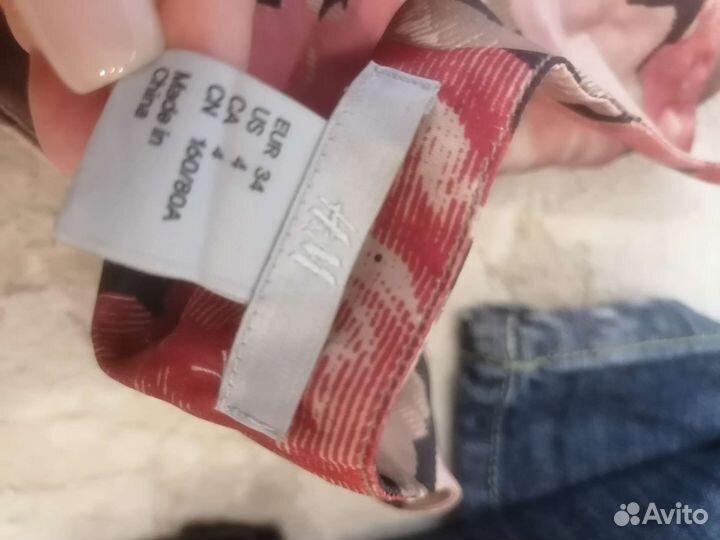 H&M
EUR 34
US 4
CA 4
CN 160/80A
Made in
China
Avito